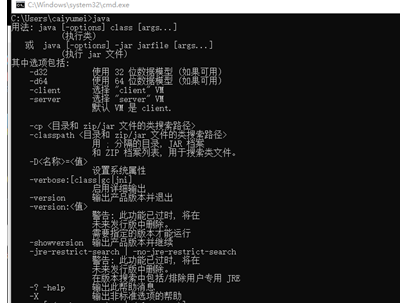 C:\Windows\system32\cmd.exe
C:\Users\caiyumei>java
用法: java [-options] class [args...]
(执行类)
或 java [-options] -jar jarfile [args...]
(执行 jar 文件)
其中选项包括:
-d32 使用 32 位数据模型 (如果可用)
-d64 使用 64 位数据模型 (如果可用)
-client 选择 "client" VM
-server 选择 "server" VM
默认 VM 是 client.
-cp <目录和 zip/jar 文件的类搜索路径>
-classpath <目录和 zip/jar 文件的类搜索路径>
用 ; 分隔的目录, JAR 档案
和 ZIP 档案列表, 用于搜索类文件。
-D<名称>=<值>
设置系统属性
-verbose:[class|gc|jni]
启用详细输出
-version 输出产品版本并退出
-version:<值>
警告: 此功能已过时, 将在
未来发行版中删除。
需要指定的版本才能运行
-showversion 输出产品版本并继续
-jre-restrict-search | -no-jre-restrict-search
警告: 此功能已过时, 将在
未来发行版中删除。
在版本搜索中包括/排除用户专用 JRE
-? -help 输出此帮助消息
-X 输出非标准选项的帮助